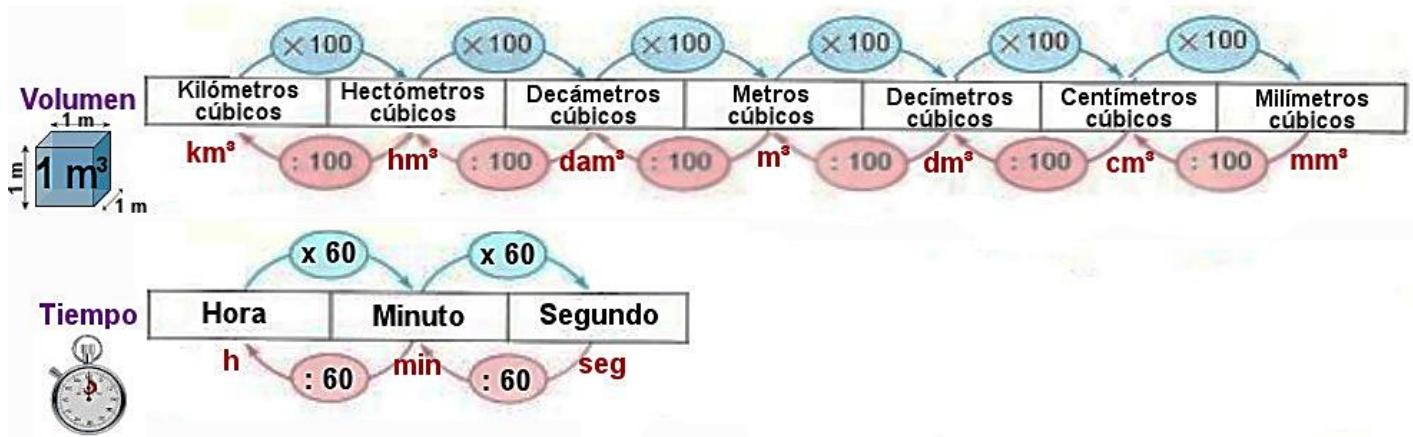 × 100 × 100 × 100 × 100 × 100 × 100
Volumen
Kilómetros cúbicos
Hectómetros cúbicos
Decámetros cúbicos
Metros cúbicos
Decímetros cúbicos
Centímetros cúbicos
Milímetros cúbicos
1 m
1 m
1 m³
1 m
km³ : 100 hm³ : 100 dam³ : 100 m³ : 100 dm³ : 100 cm³ : 100 mm³
x 60 x 60
Tiempo
Hora Minuto Segundo
h : 60 min : 60 seg